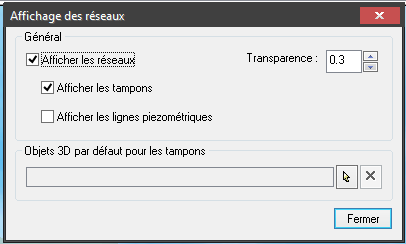 Affichage des réseaux
Général
Afficher les réseaux
Transparence : 0.3
Afficher les tampons
Afficher les lignes piezométriques
Objets 3D par défaut pour les tampons
Fermer